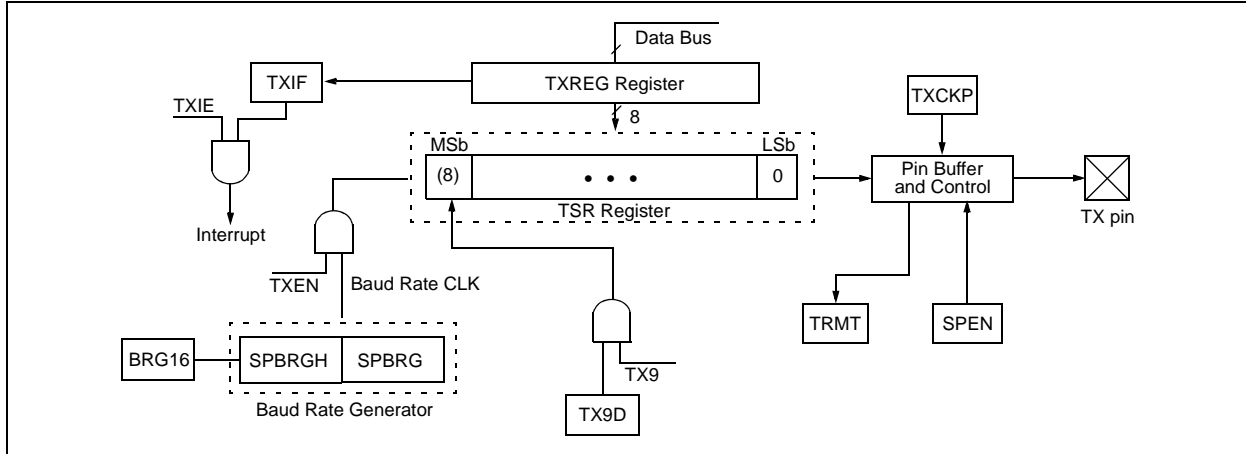 Data Bus
TXIF
TXREG Register
TXCKP
TXIE
8
MSb
LSb
(8)
• • •
0
Pin Buffer
and Control
TSR Register
TX pin
Interrupt
TXEN
Baud Rate CLK
TRMT
SPEN
BRG16
SPBRGH
SPBRG
TX9
Baud Rate Generator
TX9D